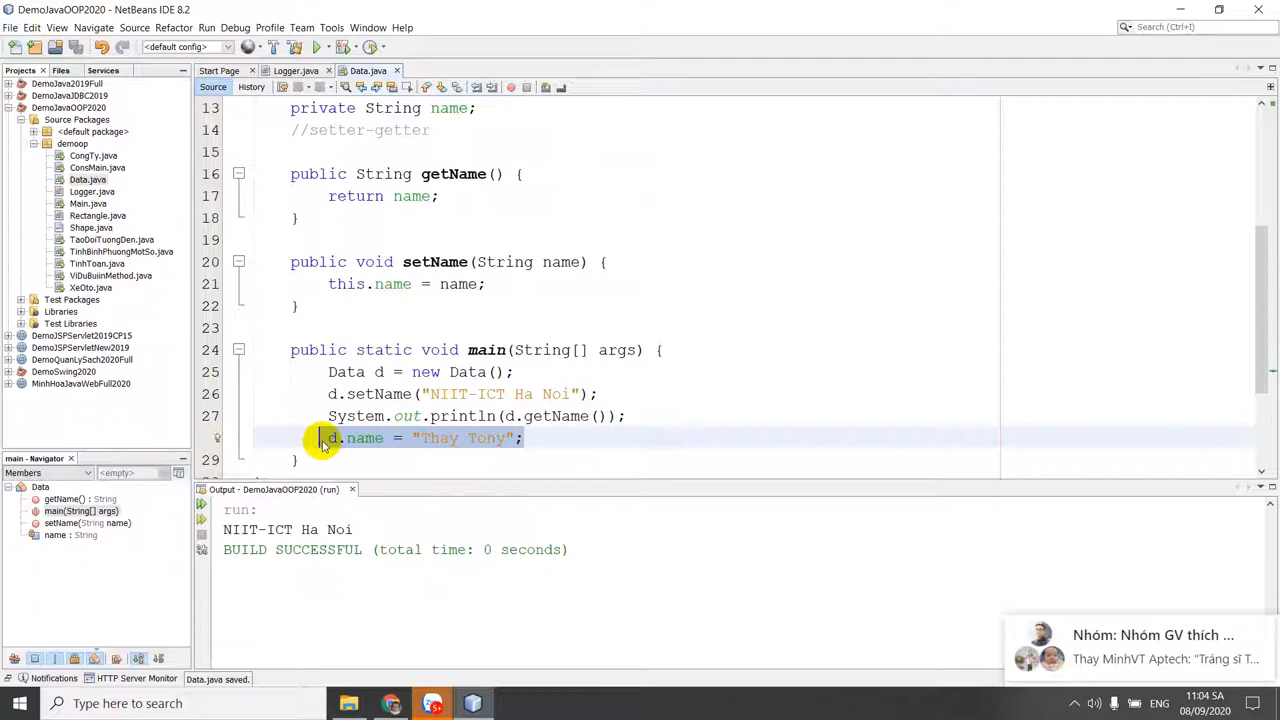 DemoJavaOOP2020 - NetBeans IDE 8.2
File Edit View Navigate Source Refactor Run Debug Profile Team Tools Window Help
Search (Ctrl+I)
<default config>
Projects Files Services
Start Page Logger.java Data.java
Source History
DemoJava2019Full
DemoJavaJDBC2019
DemoJavaOOP2020
Source Packages
<default package>
demoop
CongTy.java
ConsMain.java
Data.java
Logger.java
Main.java
Rectangle.java
Shape.java
TaoDoiTuongDen.java
TinhBinhPhuongMotSo.java
TinhToan.java
ViDuBuiinMethod.java
XeOto.java
Test Packages
Libraries
Test Libraries
DemoJSPServlet2019CP15
DemoJSPServletNew2019
DemoQuanLySach2020Full
DemoSwing2020
MinhHoaJavaWebFull2020
13 private String name;
14 //setter-getter
15
16 public String getName() {
17 return name;
18 }
19
20 public void setName(String name) {
21 this.name = name;
22 }
23
24 public static void main(String[] args) {
25 Data d = new Data();
26 d.setName("NIIT-ICT Ha Noi");
27 System.out.println(d.getName());
d.name = "Thay Tony";
29 }
main - Navigator
Members <empty>
Data
getName() : String
main(String[] args)
setName(String name)
name : String
Output - DemoJavaOOP2020 (run)
run:
NIIT-ICT Ha Noi
BUILD SUCCESSFUL (total time: 0 seconds)
Nhóm: Nhóm GV thích ...
Thay MinhVT Aptech: "Tráng sĩ T...
Notifications HTTP Server Monitor Data.java saved.
Type here to search
5+
11:04 SA
08/09/2020